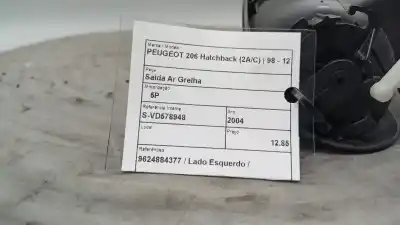 Marca / Modelo
PEUGEOT 206 Hatchback (2A/C) | 98 - 12
Peça
Saida Ar Grelha
Motorização
5P
Referência Interna Ano
S-VD578948 2004
Local Preço
12.85
Referências
9624884377 / Lado Esquerdo /